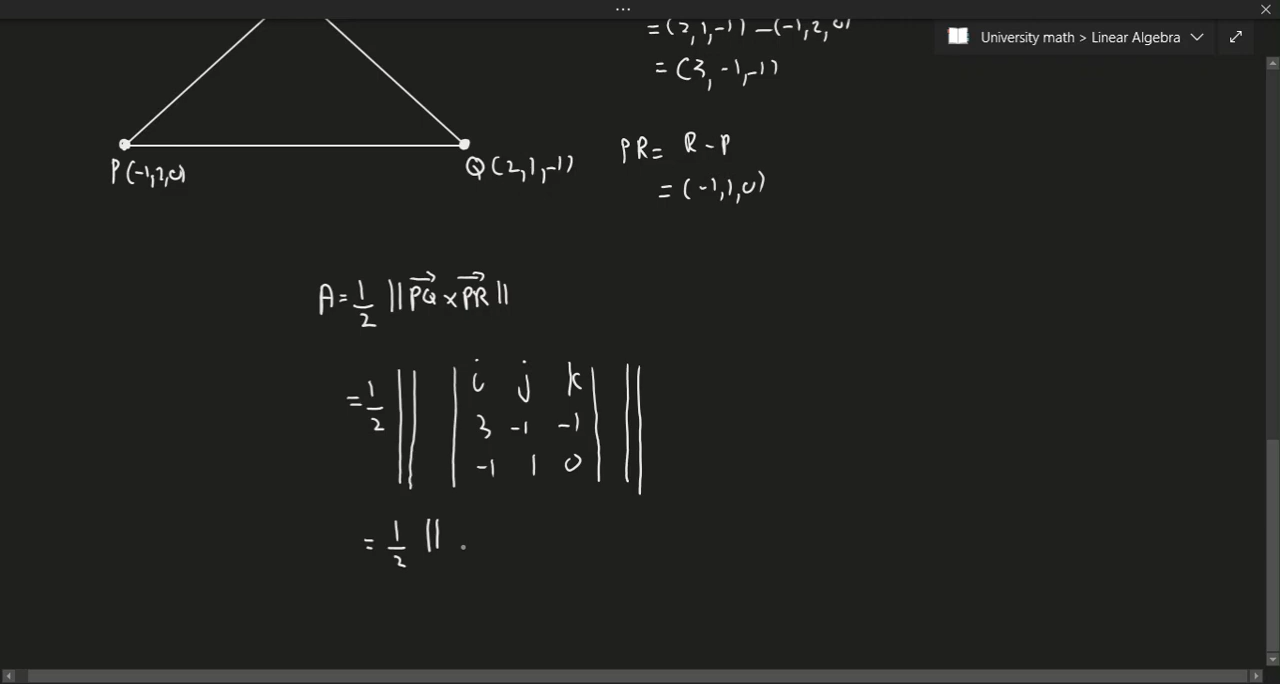 = (2, 1, -1) - (-1, 2, 0)
University math > Linear Algebra
= (3, -1, -1)
PR = R - P
P(-1,2,0)
Q(2,1,-1)
= (-1, 1, 0)
A = 1/2 ||PQ × PR||
= 1/2 || | i j k
3 -1 -1
-1 1 0 | ||
= 1/2 || .